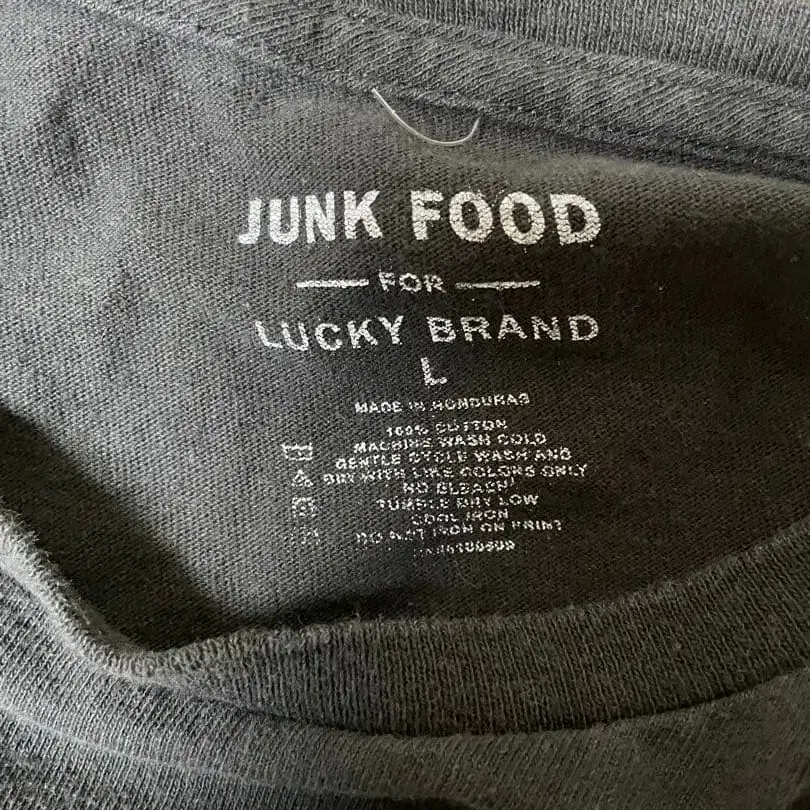 JUNK FOOD
FOR
LUCKY BRAND
L
MADE IN HONDURAS
100% COTTON
MACHINE WASH COLD
GENTLE CYCLE WASH AND
DRY WITH LIKE COLORS ONLY
NO BLEACH
TUMBLE DRY LOW
COOL IRON
DO NOT IRON ON PRINT